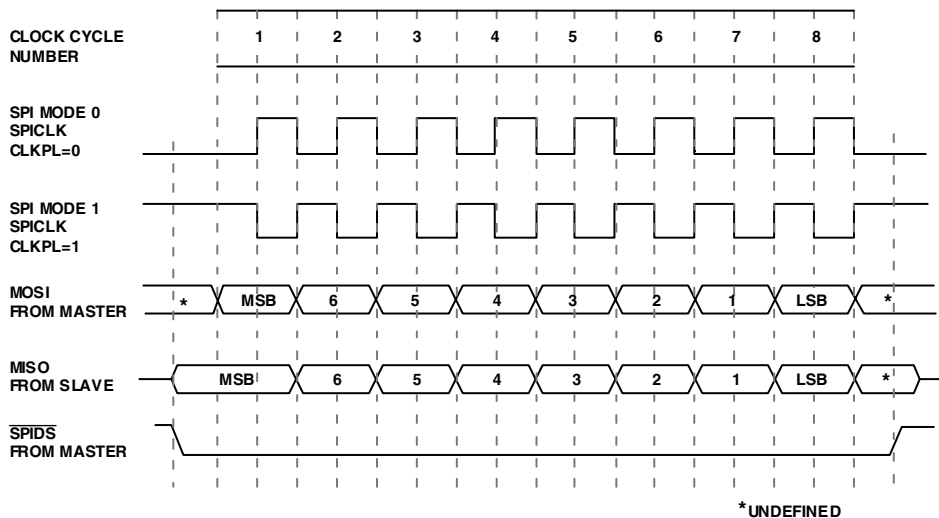 CLOCK CYCLE
NUMBER
1 2 3 4 5 6 7 8
SPI MODE 0
SPICLK
CLKPL=0
SPI MODE 1
SPICLK
CLKPL=1
MOSI
FROM MASTER
* MSB 6 5 4 3 2 1 LSB *
MISO
FROM SLAVE
MSB 6 5 4 3 2 1 LSB *
SPIDS
FROM MASTER
*UNDEFINED